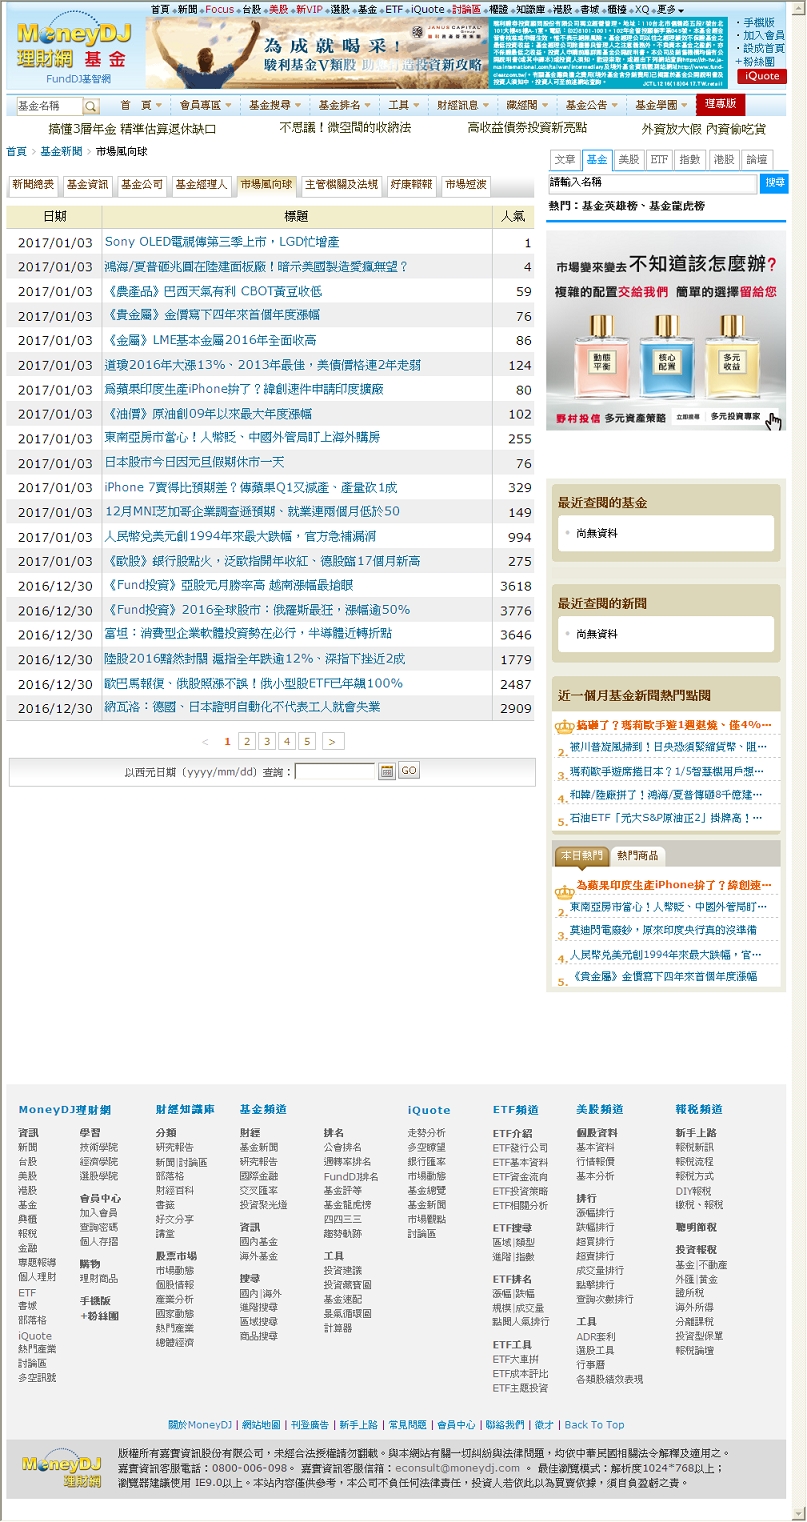 首頁 新聞 Focus 台股 美股 新VIP 選股 基金 ETF iQuote 討論區 權證 知識庫 港股 書城 櫃檯 XQ 更多
MoneyDJ
理財網 基金
FundDJ基智網
為成就喝采！
駿利基金V類股
JANUS CAPITAL
手機版
加入會員
設成首頁
+粉絲團
iQuote
基金名稱
首 頁 會員專區 基金搜尋 基金排名 工具 財經訊息 藏經閣 基金公告 基金學園 理專版
搞懂3層年金 精準估算退休缺口 不思議！微空間的收納法 高收益債券投資新亮點 外資放大假 內資偷吃貨
首頁 > 基金新聞 > 市場風向球
新聞總表 基金資訊 基金公司 基金經理人 市場風向球 主管機關及法規 好康報報 市場短波
日期 標題 人氣
2017/01/03 Sony OLED電視傳第三季上市，LGD忙增產 1
2017/01/03 鴻海/夏普砸兆圓在陸建面板廠！暗示美國製造愛瘋無望？ 4
2017/01/03 《農產品》巴西天氣有利 CBOT黃豆收低 59
2017/01/03 《貴金屬》金價寫下四年來首個年度漲幅 76
2017/01/03 《金屬》LME基本金屬2016年全面收高 86
2017/01/03 道瓊2016年大漲13%、2013年最佳，美債價格連2年走弱 124
2017/01/03 為蘋果印度生產iPhone拚了？緯創速件申請印度擴廠 80
2017/01/03 《油價》原油創09年以來最大年度漲幅 102
2017/01/03 東南亞房市當心！人幣貶、中國外管局盯上海外購房 255
2017/01/03 日本股市今日因元旦假期休市一天 76
2017/01/03 iPhone 7賣得比預期差？傳蘋果Q1又減產、產量砍1成 329
2017/01/03 12月MNI芝加哥企業調查遜預期、就業連兩個月低於50 149
2017/01/03 人民幣兌美元創1994年來最大跌幅，官方急補漏洞 994
2017/01/03 《歐股》銀行股點火，泛歐指開年收紅、德股臨17個月新高 275
2016/12/30 《Fund投資》亞股元月勝率高 越南漲幅最搶眼 3618
2016/12/30 《Fund投資》2016全球股市：俄羅斯最狂，漲幅逾50% 3776
2016/12/30 富坦：消費型企業軟體投資勢在必行，半導體近轉折點 3646
2016/12/30 陸股2016黯然封關 滬指全年跌逾12%、深指下挫近2成 1779
2016/12/30 歐巴馬報復、俄股照漲不誤！俄小型股ETF已年飆100% 2487
2016/12/30 納瓦洛：德國、日本證明自動化不代表工人就會失業 2909
< 1 2 3 4 5 >
以西元日期（yyyy/mm/dd）查詢： GO
文章 基金 美股 ETF 指數 港股 論壇
請輸入名稱 搜尋
熱門：基金英雄榜、基金龍虎榜
市場變來變去不知道該怎麼辦?
複雜的配置交給我們 簡單的選擇留給您
動態平衡 核心配置 多元收益
野村投信 多元資產策略 立即選購 多元投資專家
最近查閱的基金
尚無資料
最近查閱的新聞
尚無資料
近一個月基金新聞熱門點閱
搞砸了？瑪莉歐手遊1週退燒、僅4%…
2. 被川普旋風掃到！日央恐須緊縮貨幣、阻…
3. 瑪莉歐手遊席捲日本？1/5智慧機用戶想…
4. 和韓/陸廠拼了！鴻海/夏普傳砸8千億建…
5. 石油ETF「元大S&P原油正2」掛牌高！…
本日熱門 熱門商品
為蘋果印度生產iPhone拚了？緯創速…
2. 東南亞房市當心！人幣貶、中國外管局盯…
3. 莫迪閃電廢鈔，原來印度央行真的沒準備
4. 人民幣兌美元創1994年來最大跌幅，官…
5. 《貴金屬》金價寫下四年來首個年度漲幅
MoneyDJ理財網
資訊
新聞
台股
美股
港股
基金
興櫃
報稅
金融
專題報導
個人理財
ETF
書城
部落格
iQuote
熱門產業
討論區
多空訊號
學習
技術學院
經濟學院
選股學院
會員中心
加入會員
查詢密碼
個人存摺
購物
理財商品
手機版
+粉絲團
財經知識庫
分類
研究報告
新聞|討論區
部落格
財經百科
書籤
好文分享
講堂
股票市場
市場動態
個股情報
產業分析
國家動態
熱門產業
總體經濟
基金頻道
財經
基金新聞
研究報告
國際金融
交叉匯率
投資聚光燈
資訊
國內基金
海外基金
搜尋
國內|海外
進階搜尋
區域搜尋
商品搜尋
排名
公會排名
週轉率排名
FundDJ排名
基金評等
基金龍虎榜
四四三三
趨勢軌跡
工具
投資建議
投資藏寶圖
基金速配
景氣循環圈
計算器
iQuote
走勢分析
多空瞭望
銀行匯率
市場動態
基金總覽
基金新聞
市場觀點
討論區
ETF頻道
ETF介紹
ETF發行公司
ETF基本資料
ETF資金流向
ETF投資策略
ETF相關分析
ETF搜尋
區域|類型
進階|指數
ETF排名
漲幅|跌幅
規模|成交量
點閱人氣排行
ETF工具
ETF大車拚
ETF成本評比
ETF主題投資
美股頻道
個股資料
基本資料
行情報價
基本分析
排行
漲幅排行
跌幅排行
超買排行
超賣排行
成交量排行
點擊排行
查詢次數排行
工具
ADR套利
選股工具
行事曆
各類股績效表現
報稅頻道
新手上路
報稅新訊
報稅流程
報稅方式
DIY報稅
繳稅、報稅
聰明節稅
投資報稅
基金|不動產
外匯|黃金
證所稅
海外所得
分離課稅
投資型保單
報稅論壇
關於MoneyDJ | 網站地圖 | 刊登廣告 | 新手上路 | 常見問題 | 會員中心 | 聯絡我們 | 徵才 | Back To Top
MoneyDJ
理財網
版權所有嘉實資訊股份有限公司，未經合法授權請勿翻載。與本網站有關一切糾紛與法律問題，均依中華民國相關法令解釋及適用之。
嘉實資訊客服電話：0800-006-098。 嘉實資訊客服信箱：econsult@moneydj.com 。 最佳瀏覽模式：解析度1024*768以上；
瀏覽器建議使用 IE9.0以上。本站內容僅供參考，本公司不負任何法律責任，投資人若依此以為買賣依據，須自負盈虧之責。